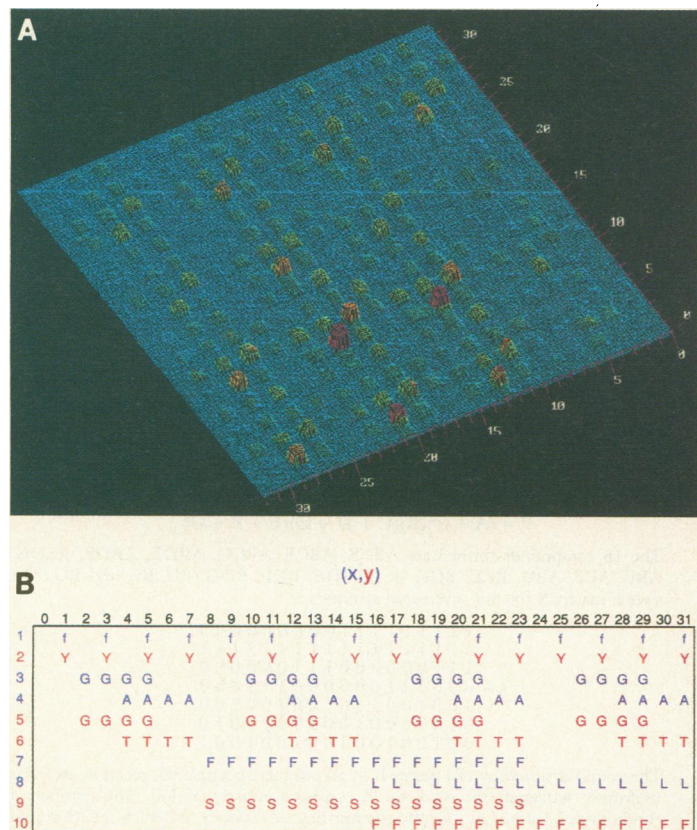 A
30
25
20
15
10
5
0
0
5
10
15
20
25
30
B
(x,y)
0 1 2 3 4 5 6 7 8 9 10 11 12 13 14 15 16 17 18 19 20 21 22 23 24 25 26 27 28 29 30 31
1 f f f f f f f f f f f f f f f f
2 Y Y Y Y Y Y Y Y Y Y Y Y Y Y Y Y
3 G G G G G G G G G G G G G G G G
4 A A A A A A A A A A A A A A A A
5 G G G G G G G G G G G G G G G G
6 T T T T T T T T T T T T T T T T
7 F F F F F F F F F F F F F F F F
8 L L L L L L L L L L L L L L L L
9 S S S S S S S S S S S S S S S S
10 F F F F F F F F F F F F F F F F